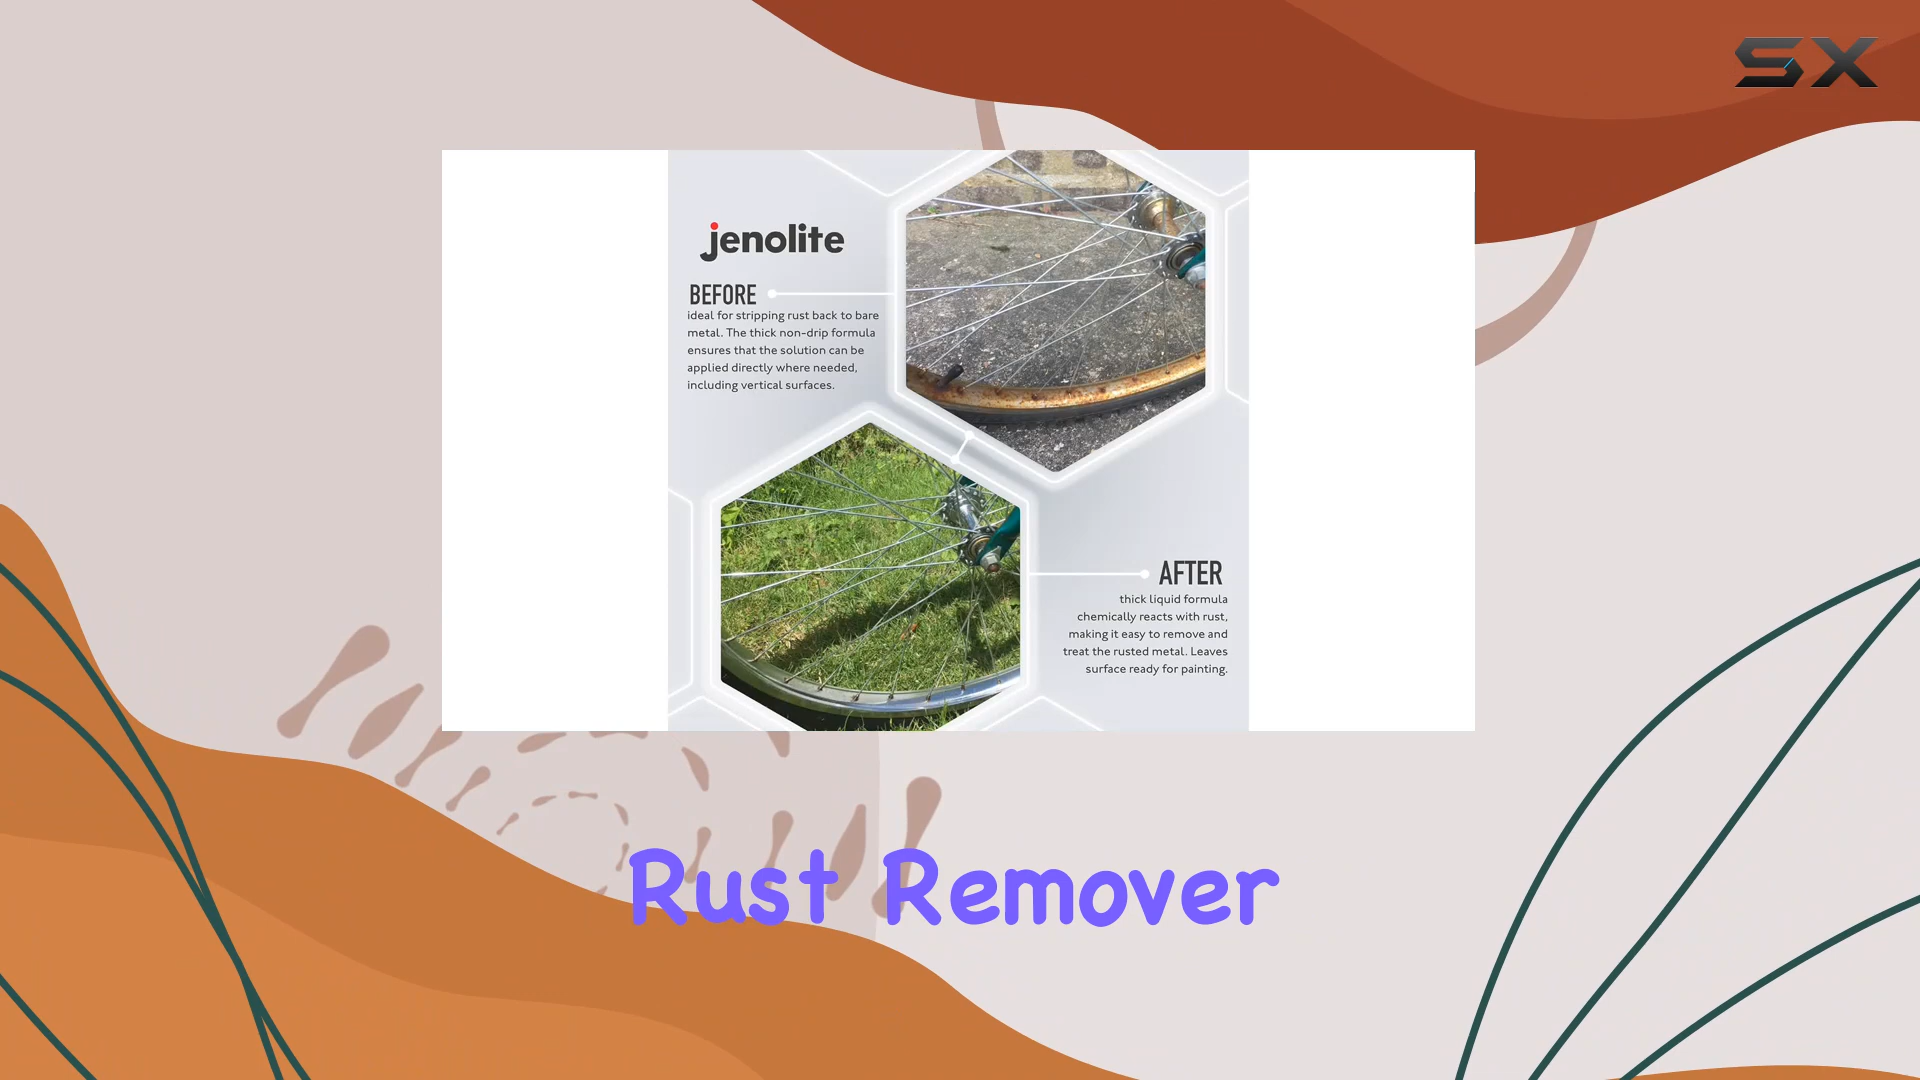 SX
jenolite
BEFORE
ideal for stripping rust back to bare
metal. The thick non-drip formula
ensures that the solution can be
applied directly where needed,
including vertical surfaces.
AFTER
thick liquid formula
chemically reacts with rust,
making it easy to remove and
treat the rusted metal. Leaves
surface ready for painting.
Rust Remover